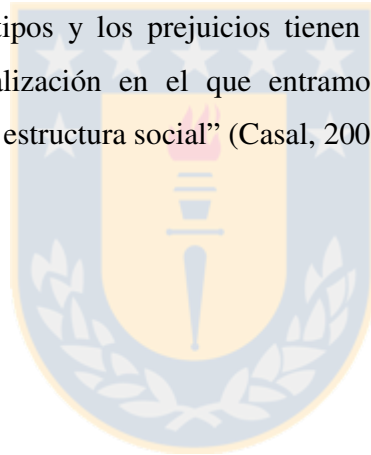 tipos y los prejuicios tienen
alización en el que entramo
estructura social” (Casal, 200